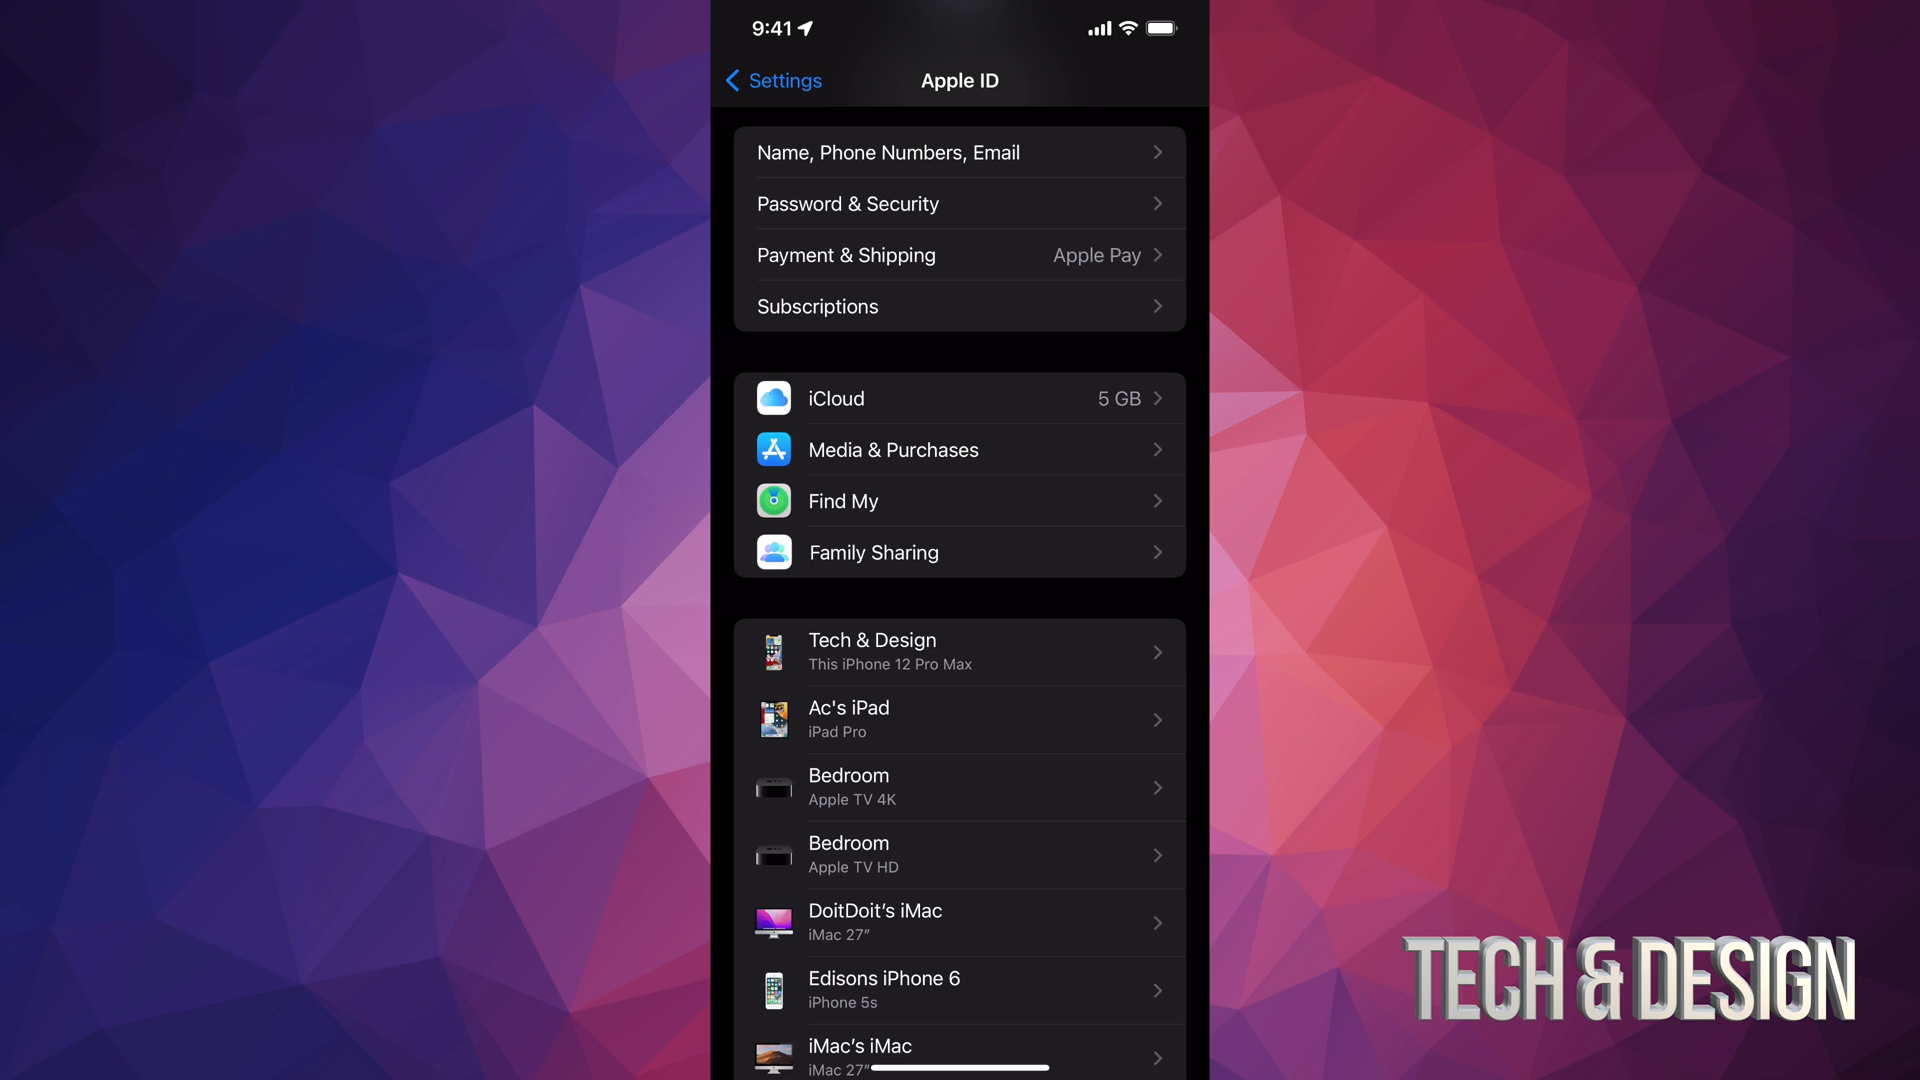 9:41
Settings
Apple ID
Name, Phone Numbers, Email
Password & Security
Payment & Shipping Apple Pay
Subscriptions
iCloud 5 GB
Media & Purchases
Find My
Family Sharing
Tech & Design
This iPhone 12 Pro Max
Ac's iPad
iPad Pro
Bedroom
Apple TV 4K
Bedroom
Apple TV HD
DoitDoit’s iMac
iMac 27”
Edisons iPhone 6
iPhone 5s
iMac’s iMac
iMac 27”
TECH & DESIGN